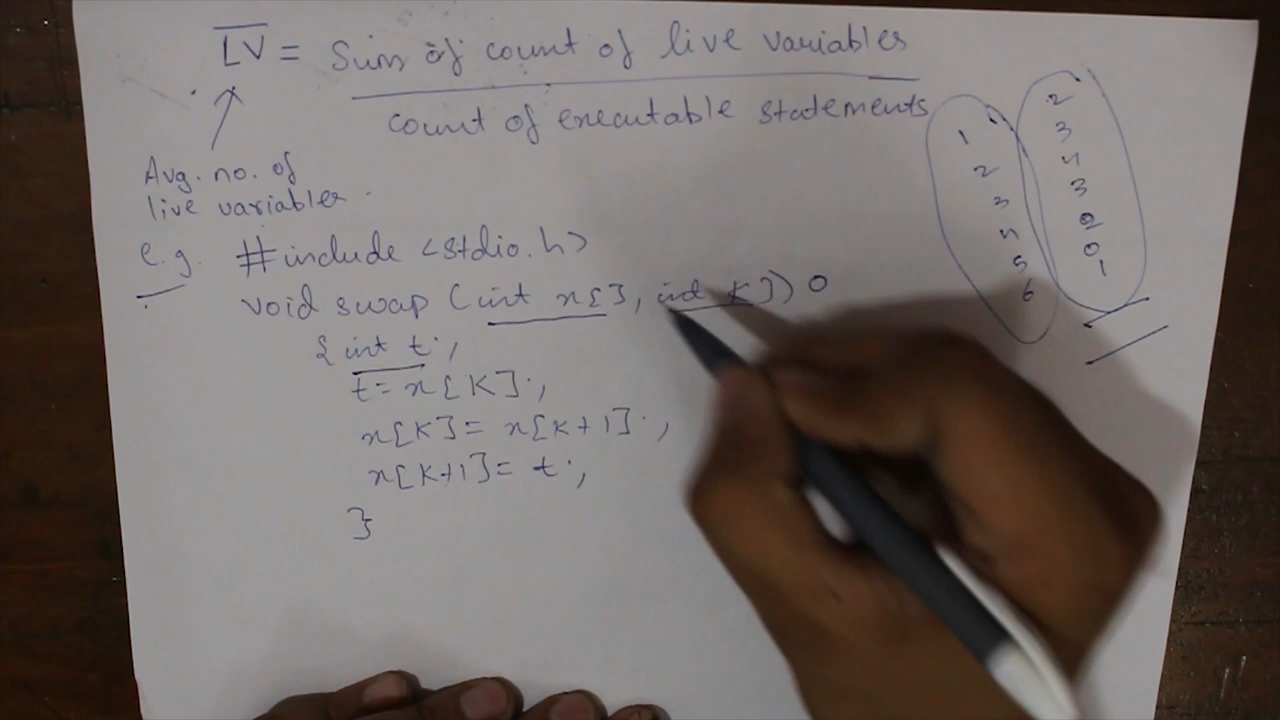 LV = Sum of count of live variables
count of executable statements
Avg. no. of
live variables
e.g. #include <stdio.h>
void swap (int x[], int K]) 0
{ int t;
t = x[K];
x[K] = x[K+1];
x[K+1] = t;
}
1
2
3
4
5
6
2
3
4
3
0
1